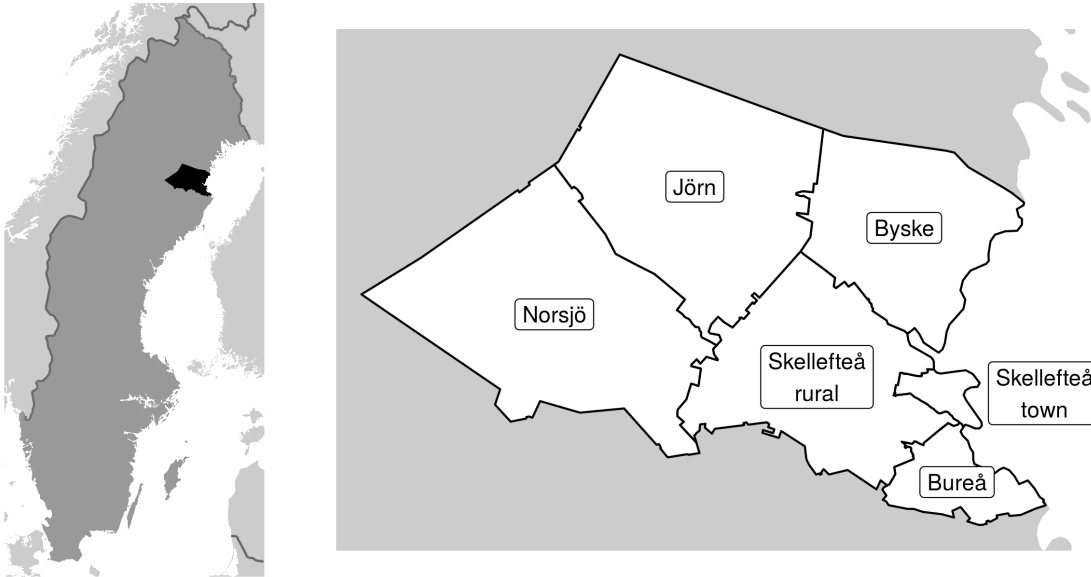 Jörn
Byske
Norsjö
Skellefteå
rural
Skellefteå
town
Bureå